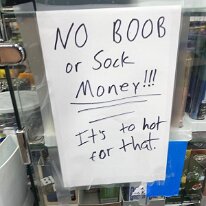 NO BOOB
or Sock
Money!!!
It's to hot
for that.